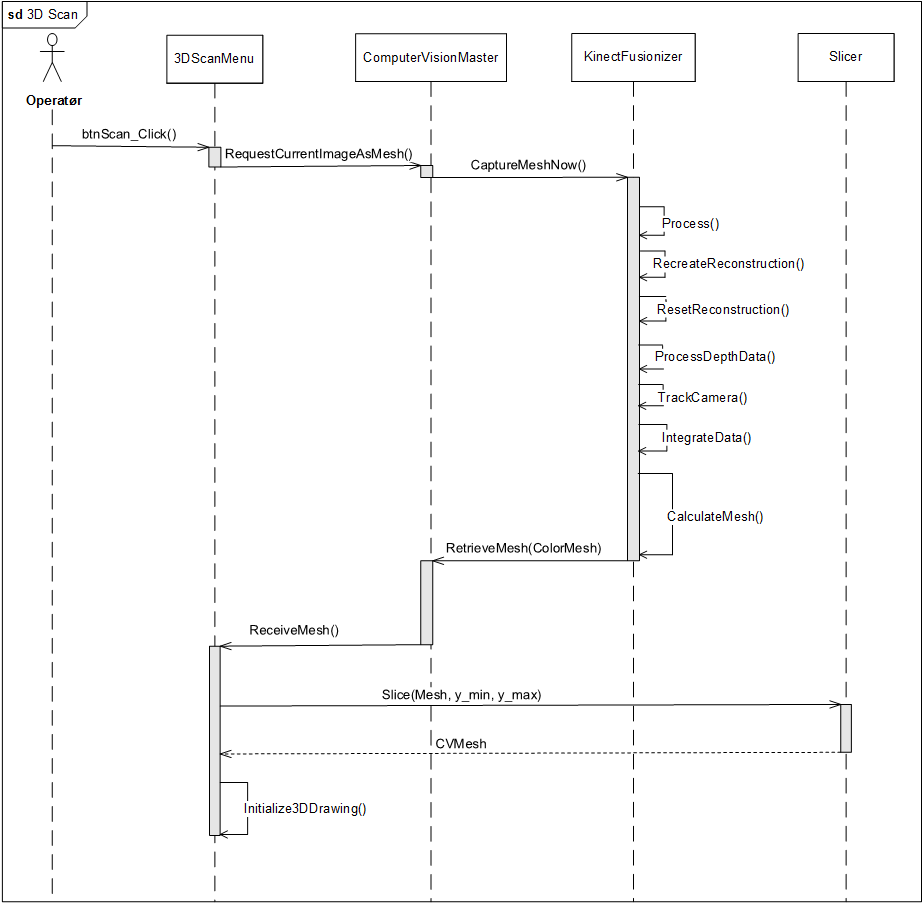 sd 3D Scan
Operatør
3DScanMenu
ComputerVisionMaster
KinectFusionizer
Slicer
btnScan_Click()
RequestCurrentImageAsMesh()
CaptureMeshNow()
Process()
RecreateReconstruction()
ResetReconstruction()
ProcessDepthData()
TrackCamera()
IntegrateData()
CalculateMesh()
RetrieveMesh(ColorMesh)
ReceiveMesh()
Slice(Mesh, y_min, y_max)
CVMesh
Initialize3DDrawing()